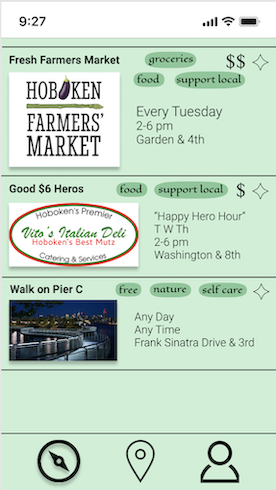 9:27
Fresh Farmers Market
groceries
$$
food
support local
HOBOKEN
FARMERS'
MARKET
Every Tuesday
2-6 pm
Garden & 4th
Good $6 Heros
food
support local
$
Hoboken's Premier
Vito's Italian Deli
Hoboken's Best Mutz
Catering & Services
"Happy Hero Hour"
T W Th
2-6 pm
Washington & 8th
Walk on Pier C
free
nature
self care
Any Day
Any Time
Frank Sinatra Drive & 3rd